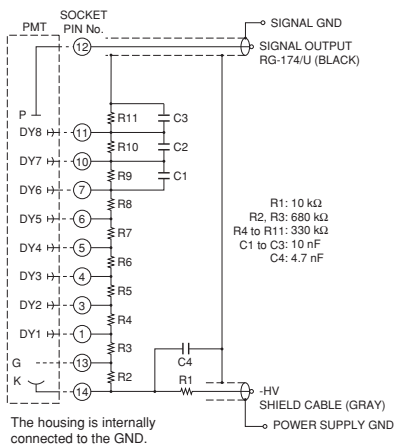 PMT
SOCKET
PIN No.
SIGNAL GND
12
SIGNAL OUTPUT
RG-174/U (BLACK)
P
R11
C3
DY8
11
R10
C2
DY7
10
R9
C1
DY6
7
R8
DY5
6
R7
DY4
5
R6
DY3
4
R5
DY2
3
R4
DY1
1
R3
G
13
R2
K
14
C4
R1
R1: 10 kΩ
R2, R3: 680 kΩ
R4 to R11: 330 kΩ
C1 to C3: 10 nF
C4: 4.7 nF
-HV
SHIELD CABLE (GRAY)
POWER SUPPLY GND
The housing is internally
connected to the GND.